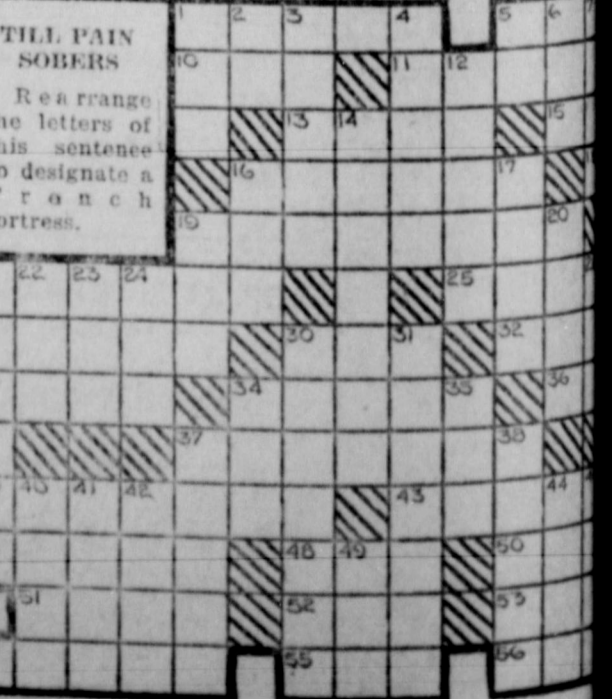 1 2 3 4 5 6
TILL PAIN
SOBERS
10 11 12
Rearrange
he letters of
13 14 15
his sentence
16 17
o designate a
French
19 20
ortress.
22 23 24 25
30 31 32
34 35 36
37 38
40 41 42 43 44
48 49 50
51 52 53
55 56